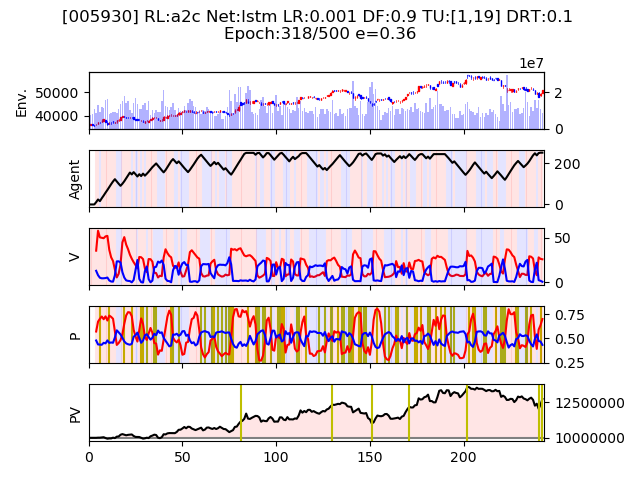 [005930] RL:a2c Net:lstm LR:0.001 DF:0.9 TU:[1,19] DRT:0.1
Epoch:318/500 e=0.36
1e7
Env.
50000
40000
2
0
Agent
200
0
V
50
0
P
0.75
0.50
0.25
PV
12500000
10000000
0 50 100 150 200